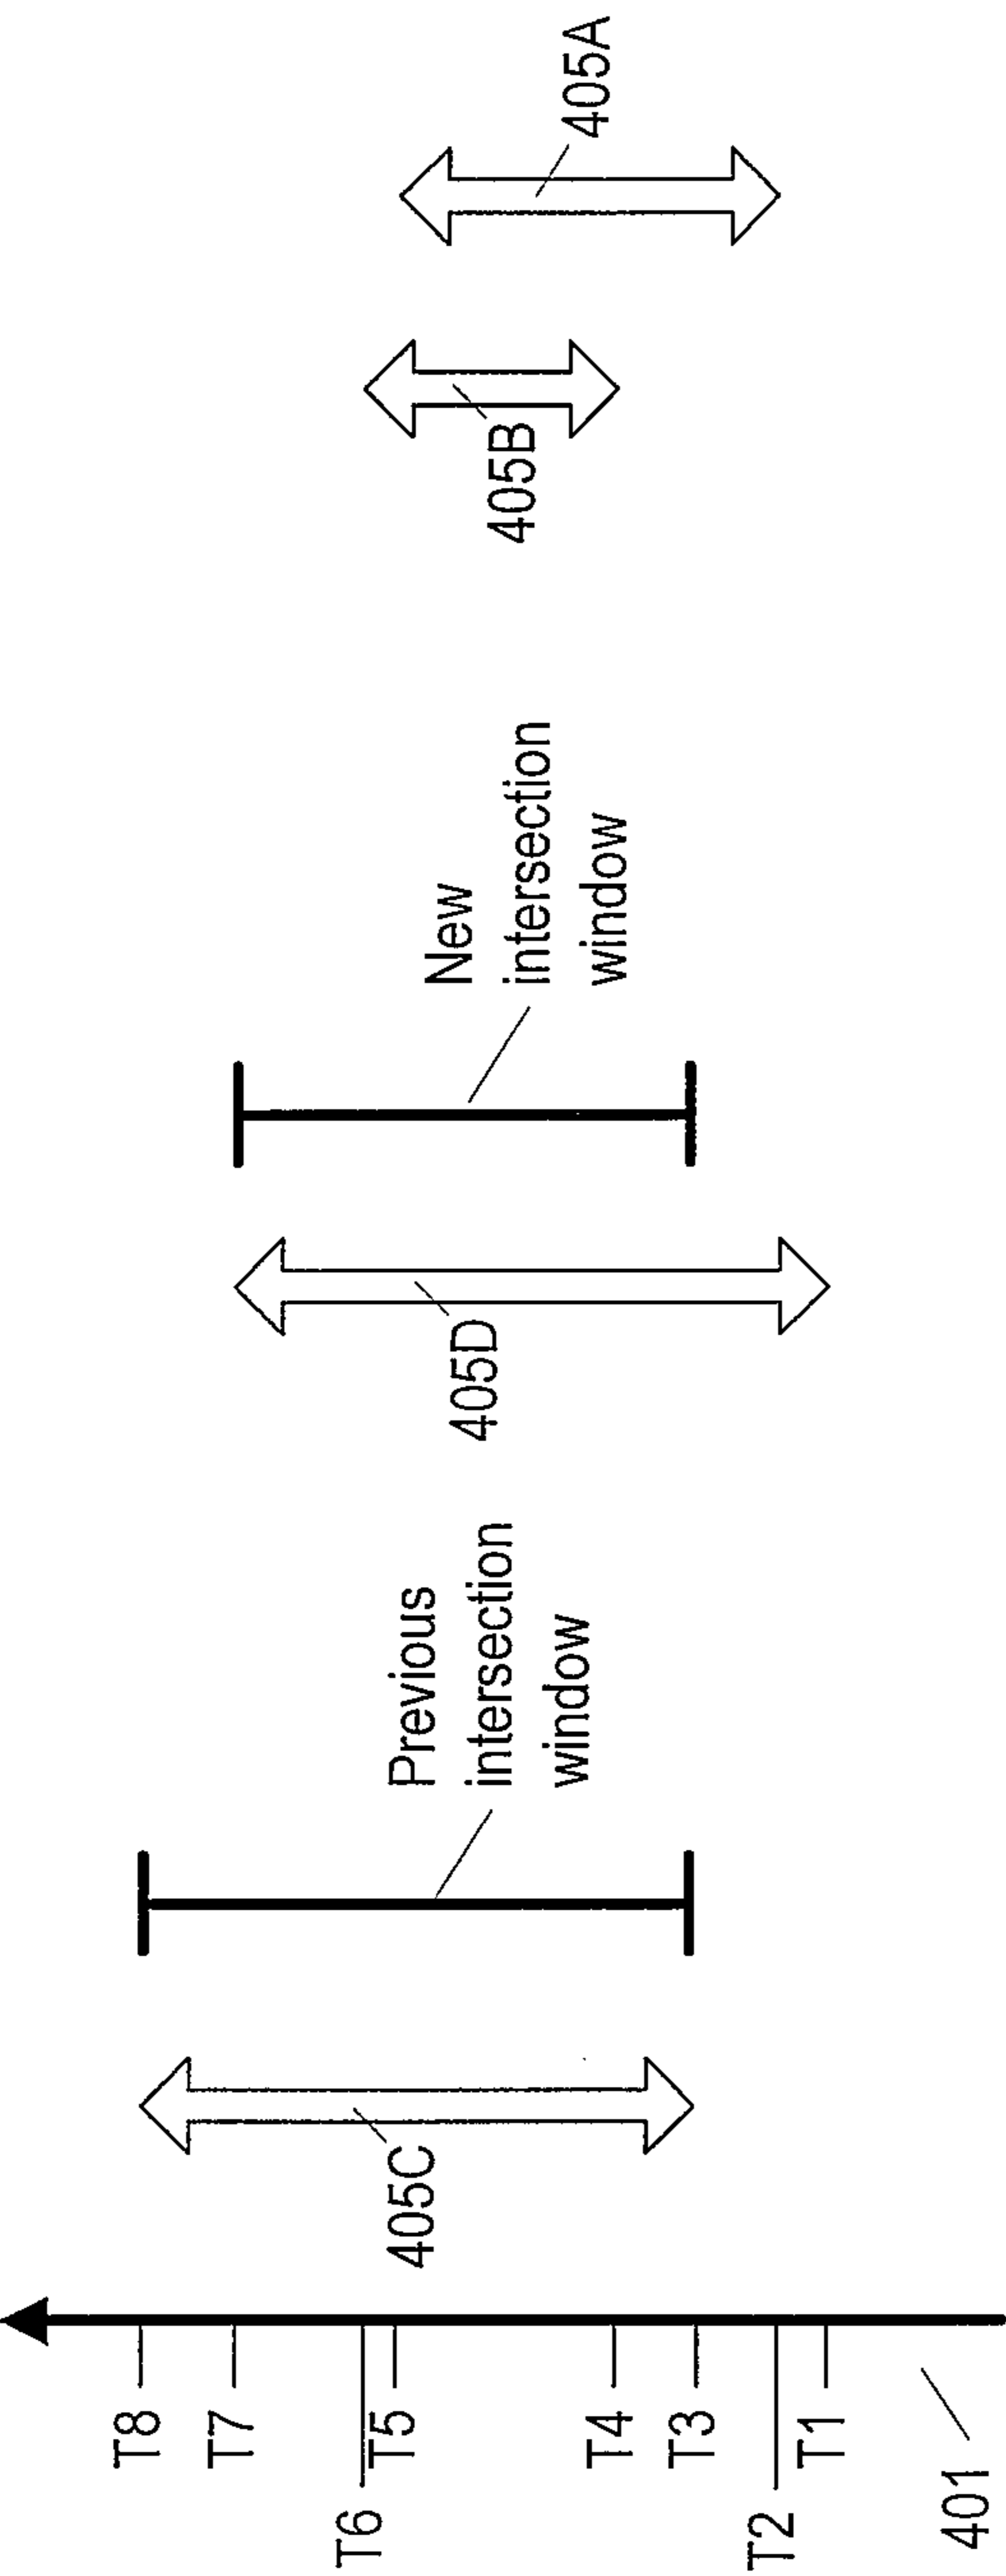 405A
405B
New
intersection
window
405D
Previous
intersection
window
405C
T8
T7
T6
T5
T4
T3
T2
T1
401